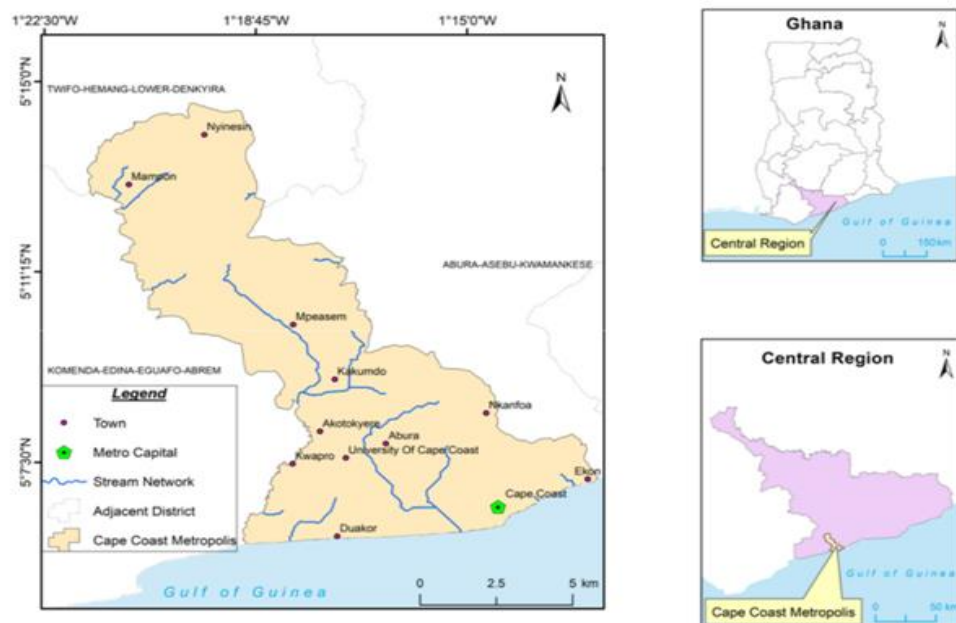 1°22'30"W 1°18'45"W 1°15'0"W
5°15'0"N
5°11'15"N
5°7'30"N
N
TWIFO-HEMANG-LOWER-DENKYIRA
Nyinesin
Mampon
ABURA-ASEBU-KWAMANKESE
Mpeasem
KOMENDA-EDINA-EGUAFO-ABREM
Kakumdo
Nkanfoa
Akotokyere
Abura
University Of Cape Coast
Kwapro
Ekon
Cape Coast
Duakor
Legend
Town
Metro Capital
Stream Network
Adjacent District
Cape Coast Metropolis
Gulf of Guinea
0 2.5 5 km
Ghana
N
Gulf of Guinea
Central Region
0 150 km
Central Region
N
Gulf of Guinea
Cape Coast Metropolis
0 50 km